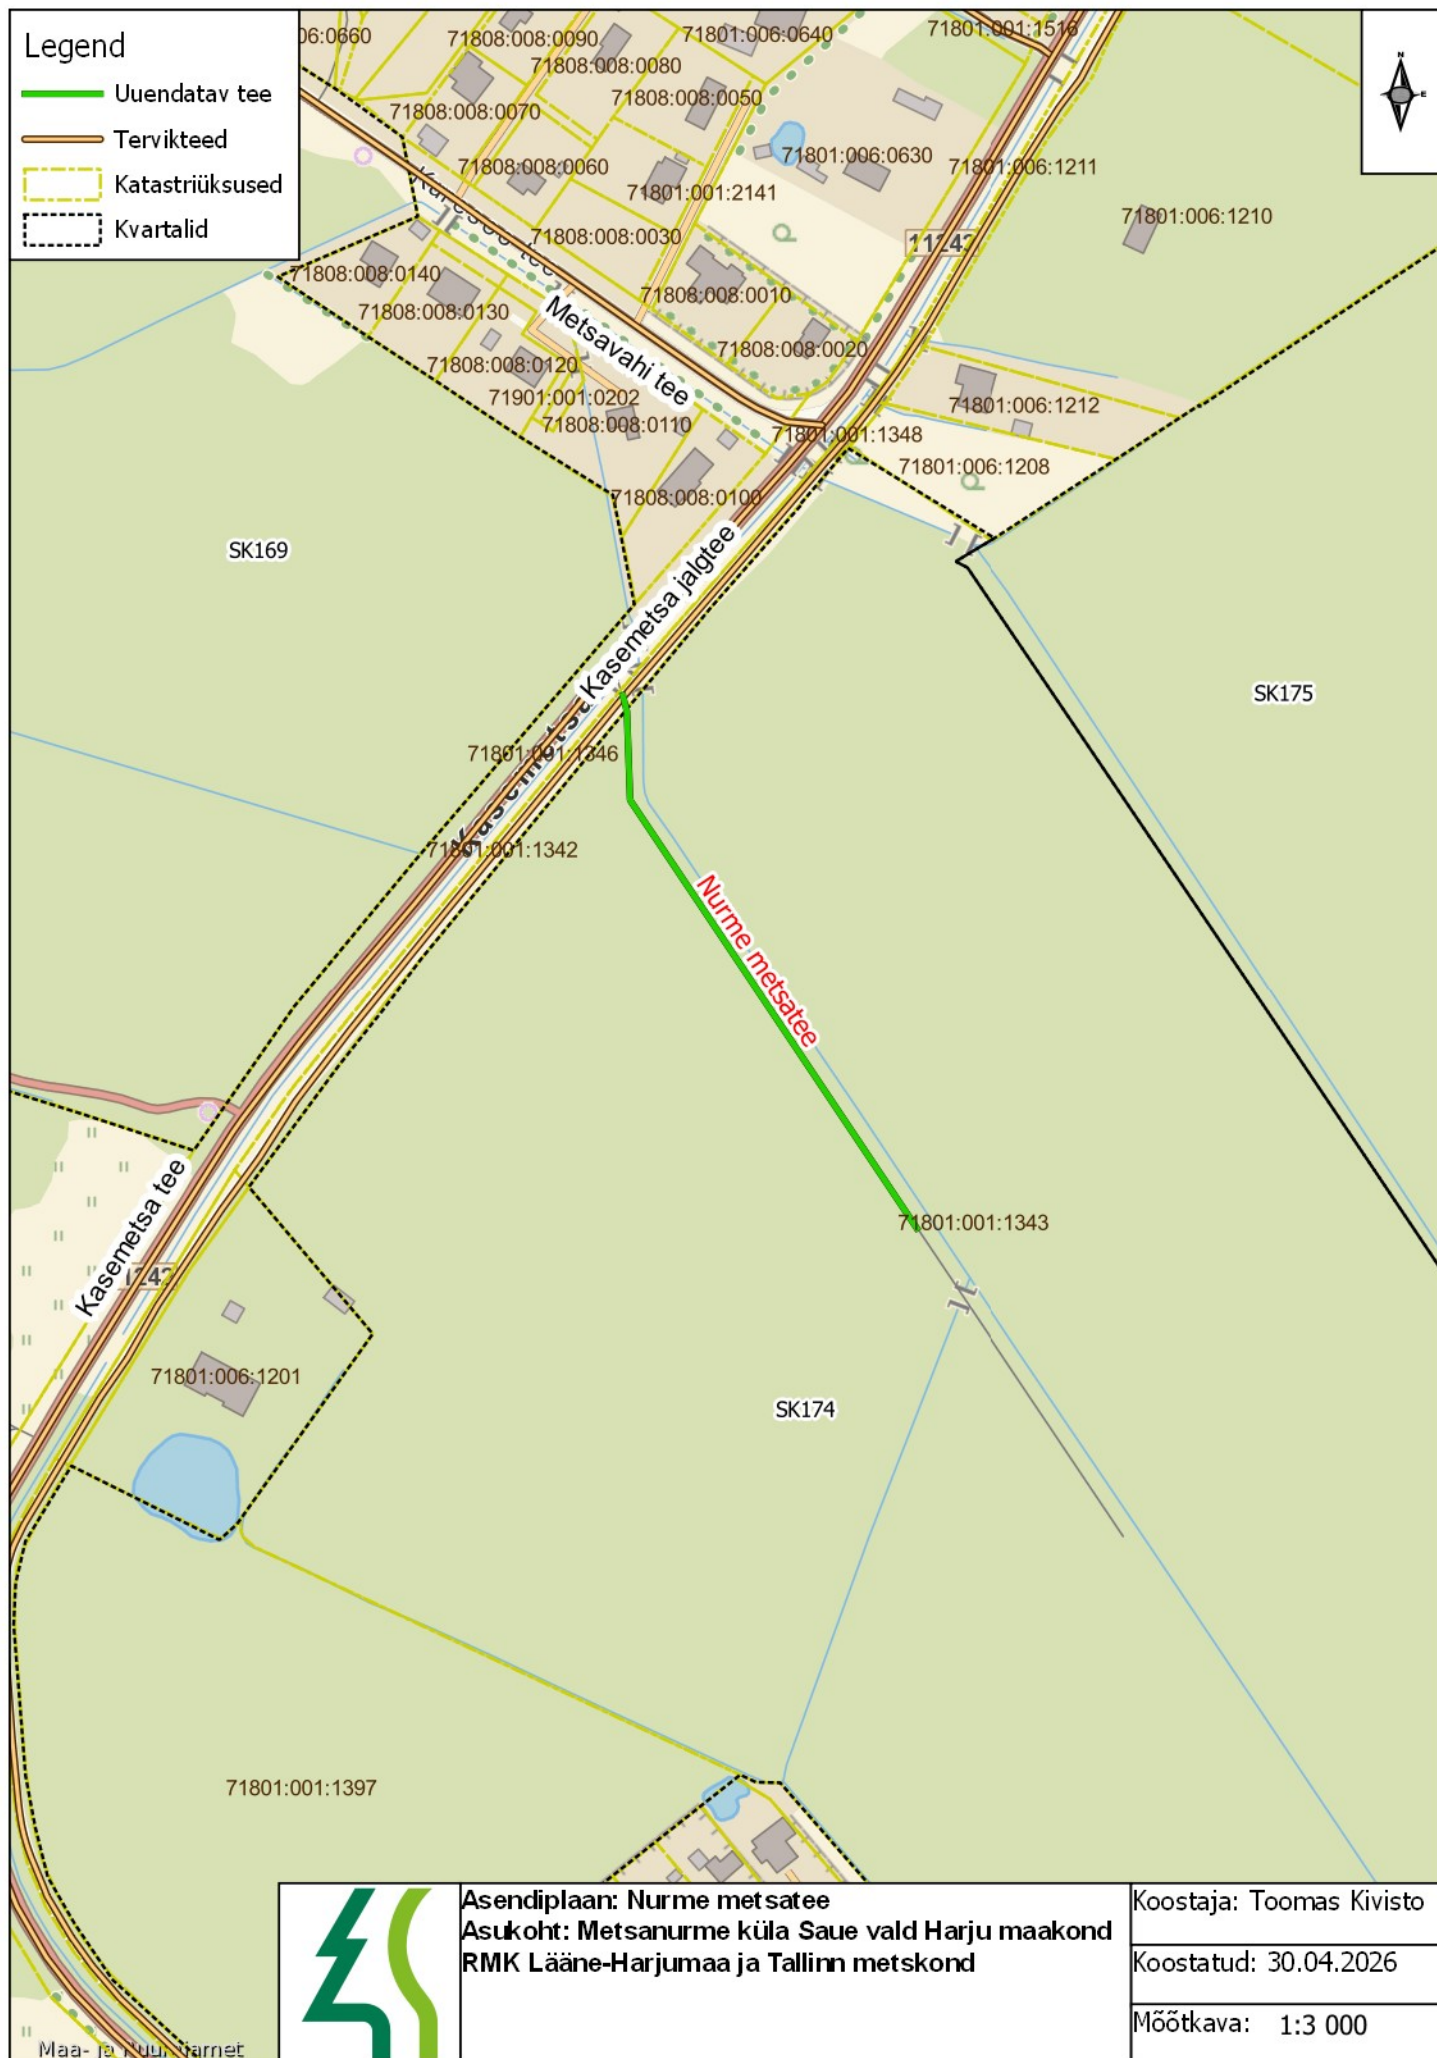 Legend
Uuendatav tee
Tervikteed
Katastriüksused
Kvartalid
N
E
06:0660
71808:008:0090
71801:006:0640
71801:001:1516
71808:008:0080
71808:008:0050
71808:008:0070
71801:006:0630
71808:008:0060
71801:006:1211
71801:001:2141
71801:006:1210
71808:008:0030
11242
71808:008:0140
71808:008:0010
71808:008:0130
Metsavahi tee
71808:008:0020
71808:008:0120
71901:001:0202
71801:006:1212
71808:008:0110
71801:001:1348
71801:006:1208
71808:008:0100
SK169
Kasemetsa jalgtee
SK175
71801:001:1346
71801:001:1342
Nurme metsatee
Kasemetsa tee
71801:001:1343
71801:006:1201
SK174
71801:001:1397
Asendiplaan: Nurme metsatee
Asukoht: Metsanurme küla Saue vald Harju maakond
RMK Lääne-Harjumaa ja Tallinn metskond
Koostaja: Toomas Kivisto
Koostatud: 30.04.2026
Mõõtkava: 1:3 000
Maa- ja